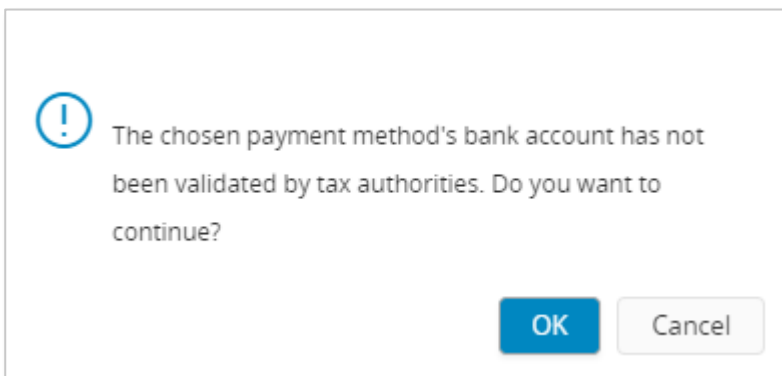 The chosen payment method's bank account has not
been validated by tax authorities. Do you want to
continue?
OK Cancel